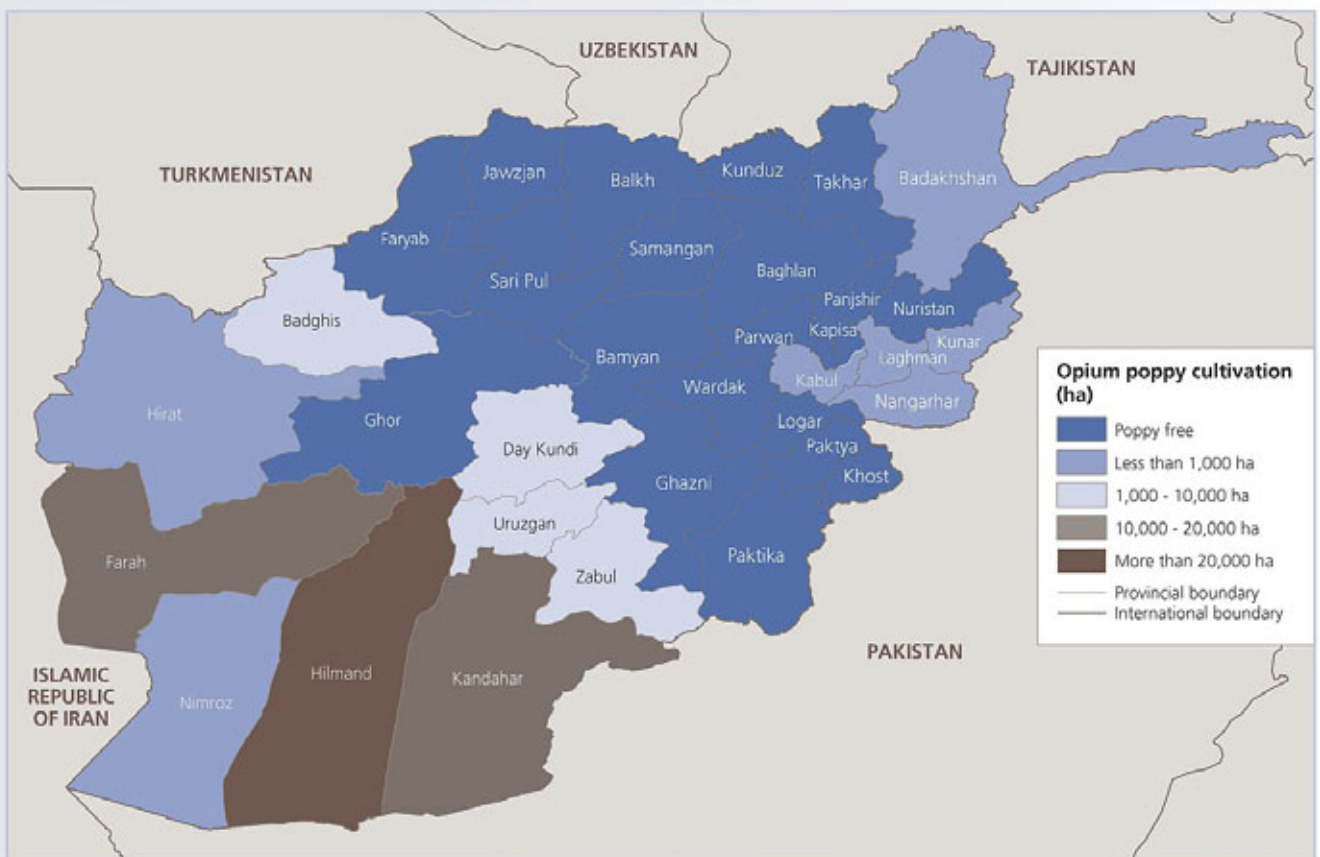 UZBEKISTAN
TAJIKISTAN
TURKMENISTAN
Jawzjan
Balkh
Kunduz
Takhar
Badakhshan
Faryab
Samangan
Sari Pul
Baghlan
Badghis
Panjshir
Nuristan
Parwan
Kapisa
Kunar
Laghman
Bamyan
Kabul
Wardak
Nangarhar
Hirat
Ghor
Logar
Paktya
Day Kundi
Khost
Ghazni
Uruzgan
Farah
Paktika
Zabul
PAKISTAN
ISLAMIC
REPUBLIC
OF IRAN
Hilmand
Kandahar
Nimroz
Opium poppy cultivation
(ha)
Poppy free
Less than 1,000 ha
1,000 - 10,000 ha
10,000 - 20,000 ha
More than 20,000 ha
Provincial boundary
International boundary